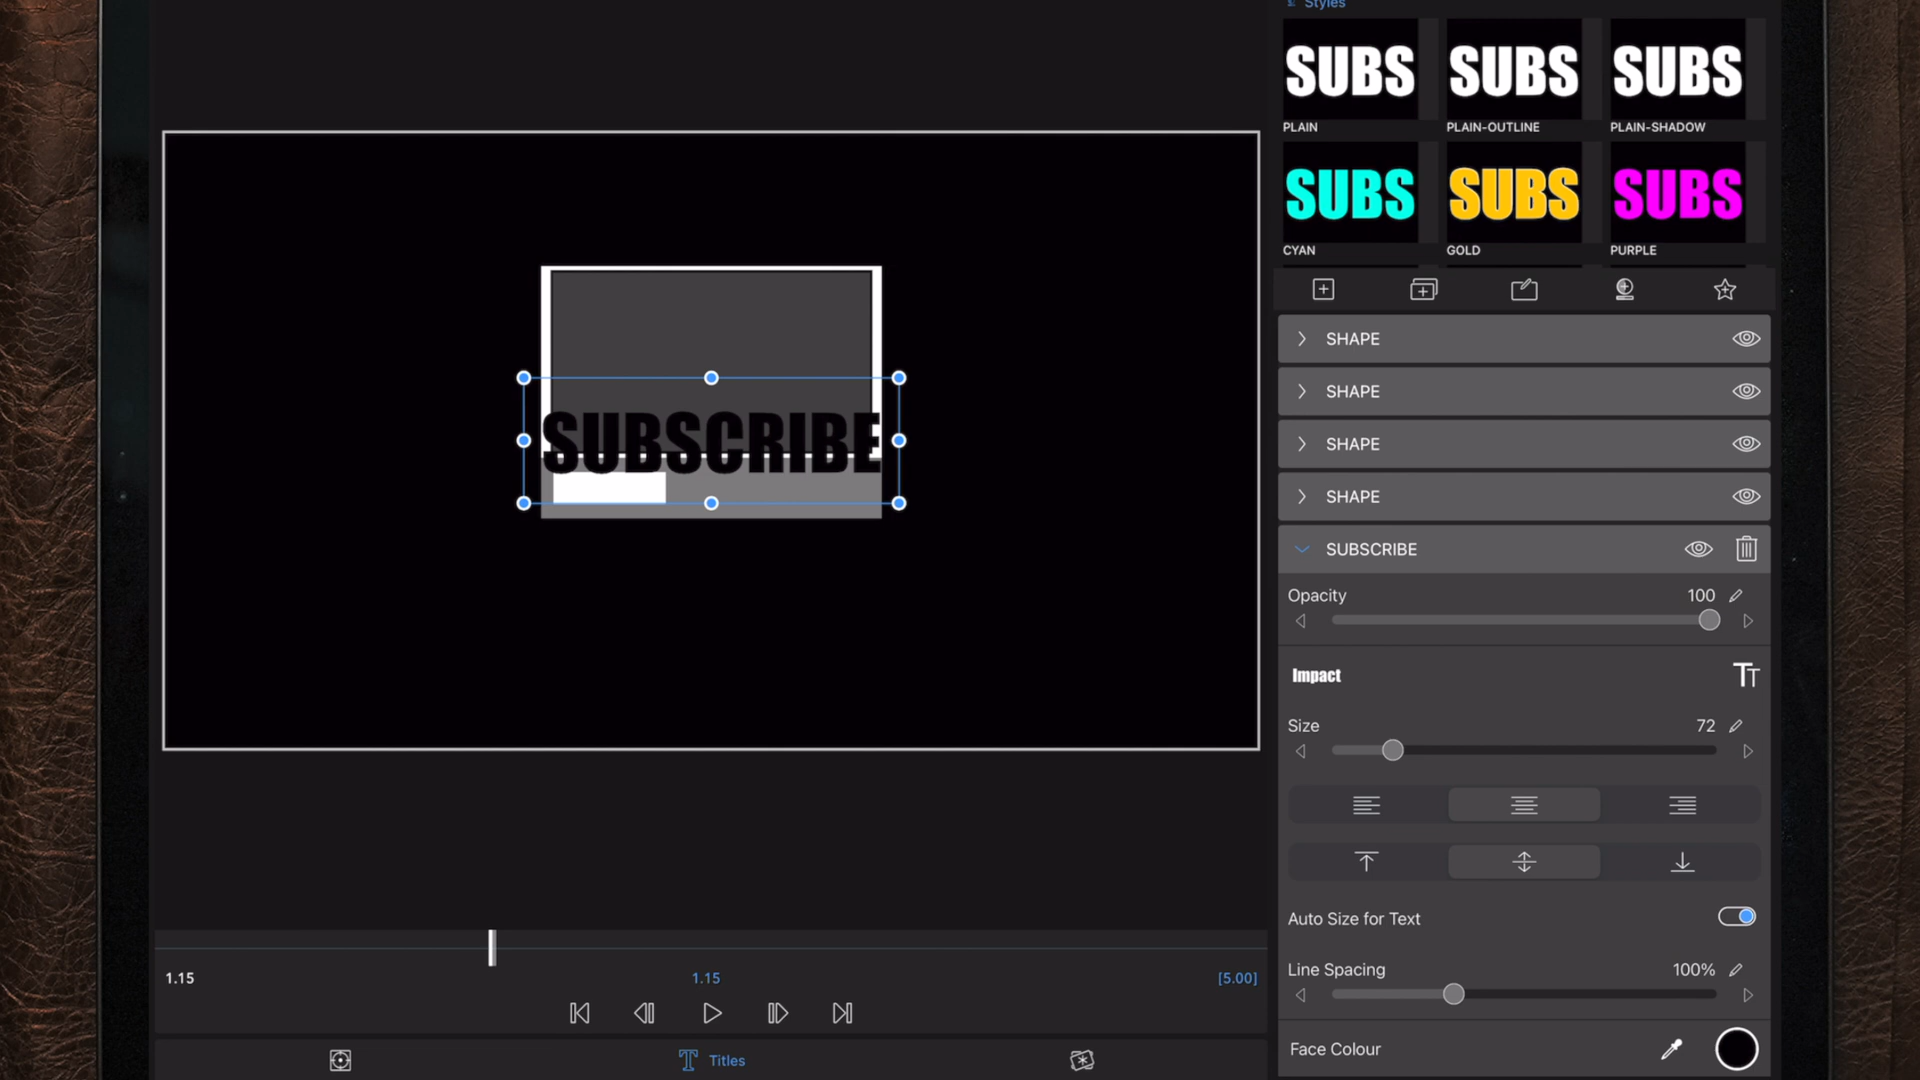 Styles
SUBS SUBS SUBS
PLAIN PLAIN-OUTLINE PLAIN-SHADOW
SUBS SUBS SUBS
CYAN GOLD PURPLE
SHAPE
SHAPE
SHAPE
SHAPE
SUBSCRIBE
Opacity 100
Impact
Size 72
Auto Size for Text
Line Spacing 100%
Face Colour
SUBSCRIBE
1.15 1.15 [5.00]
Titles